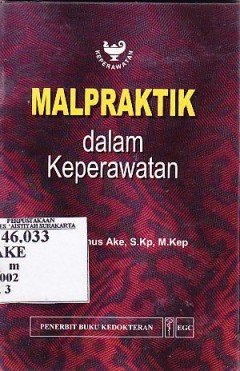 KEPERAWATAN
MALPRAKTIK
dalam
Keperawatan
PERPUSTAKAAN
'AISYIYAH SURAKARTA
46.033
AKE
m
002
3
nus Ake, S.Kp, M.Kep
PENERBIT BUKU KEDOKTERAN EGC